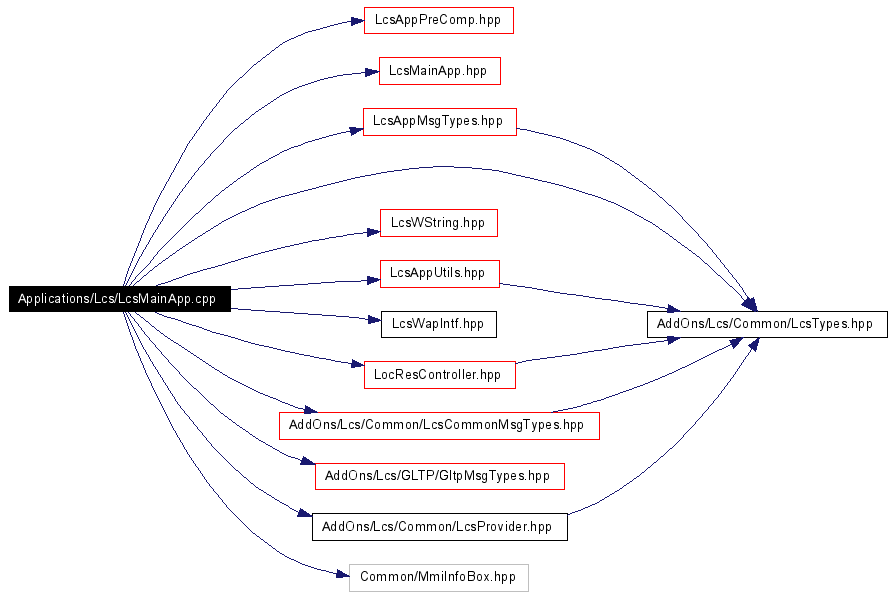 LcsAppPreComp.hpp
LcsMainApp.hpp
LcsAppMsgTypes.hpp
LcsWString.hpp
LcsAppUtils.hpp
Applications/Lcs/LcsMainApp.cpp
LcsWapIntf.hpp
AddOns/Lcs/Common/LcsTypes.hpp
LocResController.hpp
AddOns/Lcs/Common/LcsCommonMsgTypes.hpp
AddOns/Lcs/GLTP/GltpMsgTypes.hpp
AddOns/Lcs/Common/LcsProvider.hpp
Common/MmiInfoBox.hpp